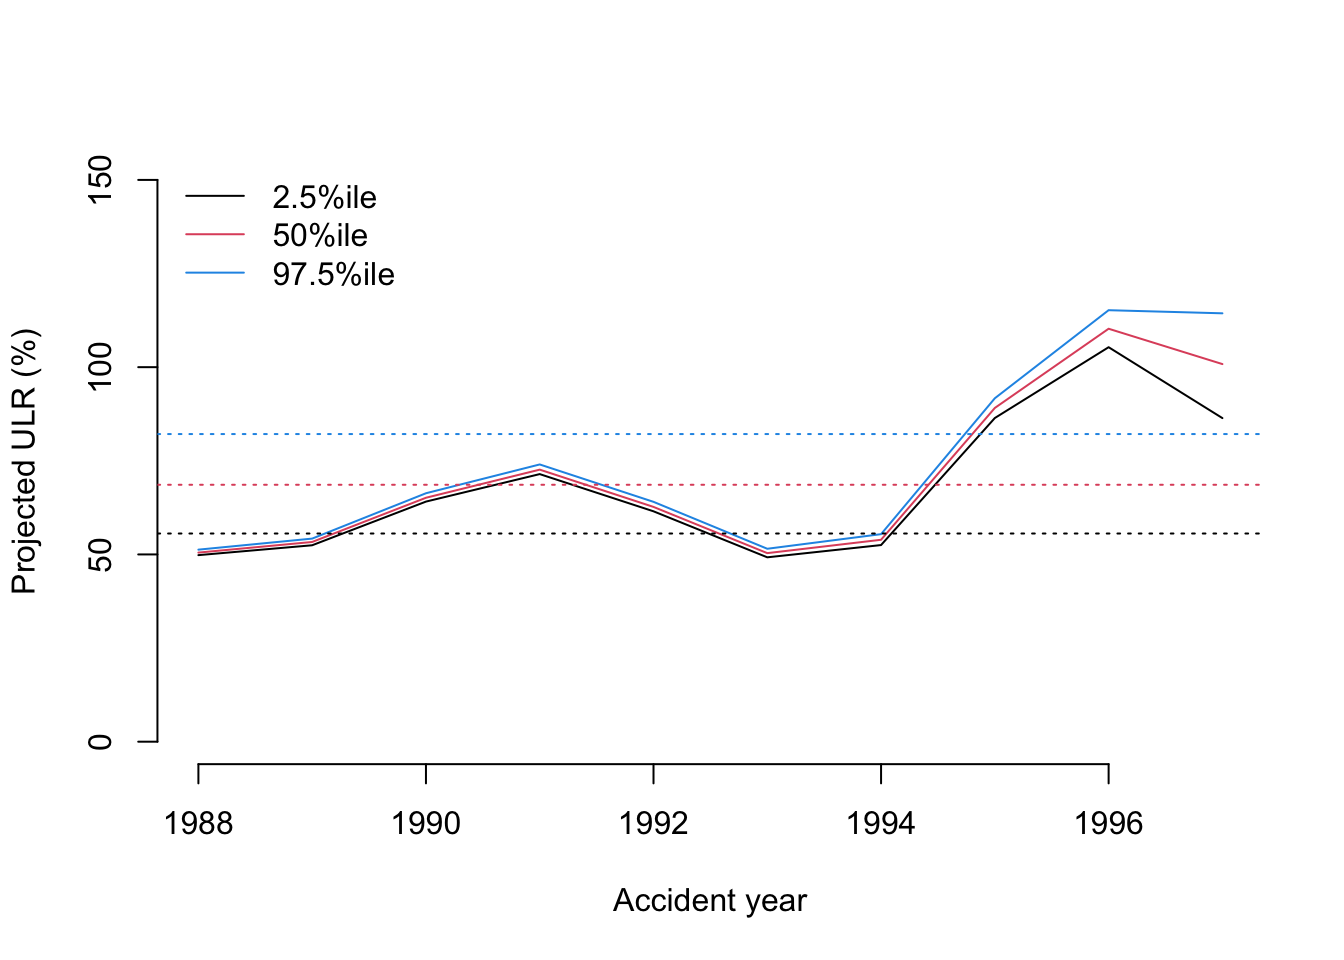 2.5%ile
50%ile
97.5%ile
Projected ULR (%)
150
100
50
0
1988 1990 1992 1994 1996
Accident year